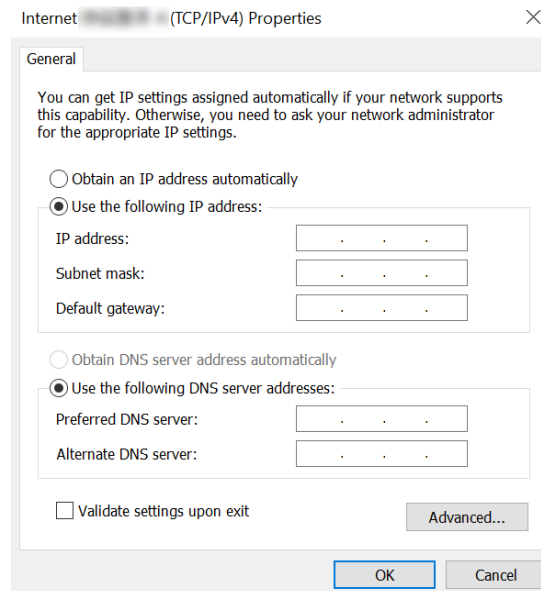 Internet (TCP/IPv4) Properties
General
You can get IP settings assigned automatically if your network supports
this capability. Otherwise, you need to ask your network administrator
for the appropriate IP settings.
Obtain an IP address automatically
Use the following IP address:
IP address:
Subnet mask:
Default gateway:
Obtain DNS server address automatically
Use the following DNS server addresses:
Preferred DNS server:
Alternate DNS server:
Validate settings upon exit
Advanced...
OK
Cancel